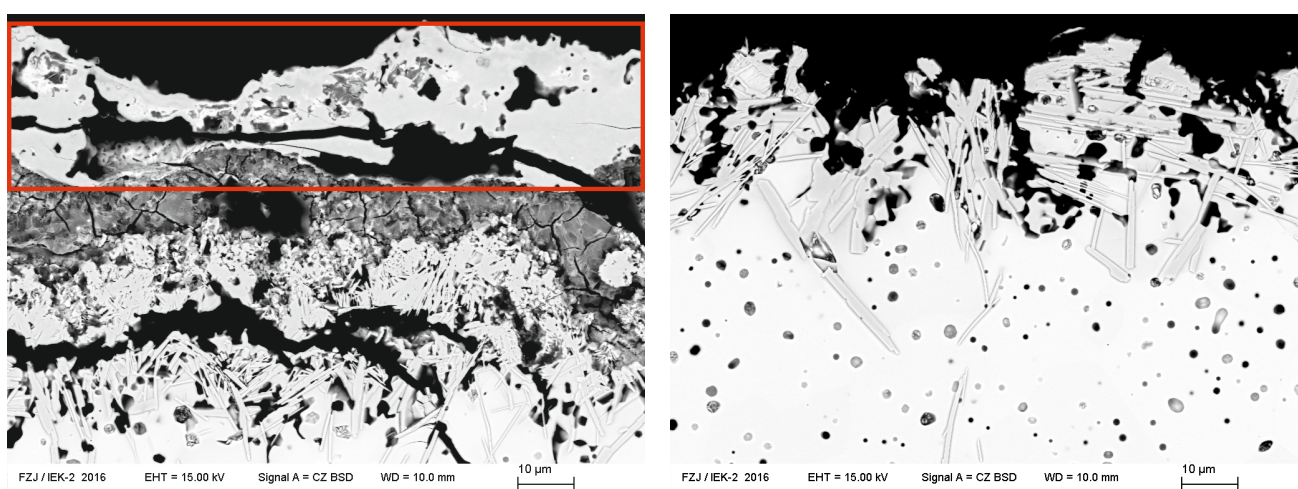 FZJ / IEK-2 2016 EHT = 15.00 kV Signal A = CZ BSD WD = 10.0 mm 10 µm
FZJ / IEK-2 2016 EHT = 15.00 kV Signal A = CZ BSD WD = 10.0 mm 10 µm